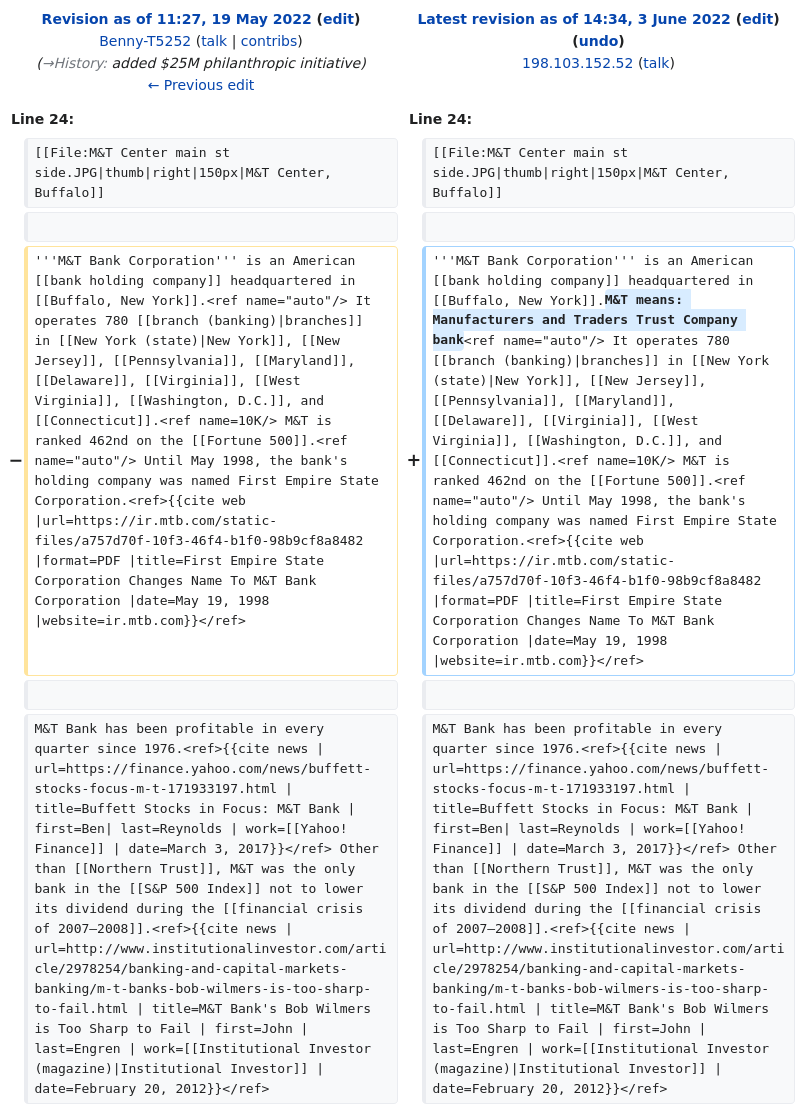 Revision as of 11:27, 19 May 2022 (edit)
Benny-T5252 (talk | contribs)
(→History: added $25M philanthropic initiative)
← Previous edit
Latest revision as of 14:34, 3 June 2022 (edit)
(undo)
198.103.152.52 (talk)
Line 24:
Line 24:
[[File:M&T Center main st
side.JPG|thumb|right|150px|M&T Center,
Buffalo]]
[[File:M&T Center main st
side.JPG|thumb|right|150px|M&T Center,
Buffalo]]
−
'''M&T Bank Corporation''' is an American
[[bank holding company]] headquartered in
[[Buffalo, New York]].<ref name="auto"/> It
operates 780 [[branch (banking)|branches]]
in [[New York (state)|New York]], [[New
Jersey]], [[Pennsylvania]], [[Maryland]],
[[Delaware]], [[Virginia]], [[West
Virginia]], [[Washington, D.C.]], and
[[Connecticut]].<ref name=10K/> M&T is
ranked 462nd on the [[Fortune 500]].<ref
name="auto"/> Until May 1998, the bank's
holding company was named First Empire State
Corporation.<ref>{{cite web
|url=https://ir.mtb.com/static-
files/a757d70f-10f3-46f4-b1f0-98b9cf8a8482
|format=PDF |title=First Empire State
Corporation Changes Name To M&T Bank
Corporation |date=May 19, 1998
|website=ir.mtb.com}}</ref>
+
'''M&T Bank Corporation''' is an American
[[bank holding company]] headquartered in
[[Buffalo, New York]].M&T means:
Manufacturers and Traders Trust Company
bank<ref name="auto"/> It operates 780
[[branch (banking)|branches]] in [[New York
(state)|New York]], [[New Jersey]],
[[Pennsylvania]], [[Maryland]],
[[Delaware]], [[Virginia]], [[West
Virginia]], [[Washington, D.C.]], and
[[Connecticut]].<ref name=10K/> M&T is
ranked 462nd on the [[Fortune 500]].<ref
name="auto"/> Until May 1998, the bank's
holding company was named First Empire State
Corporation.<ref>{{cite web
|url=https://ir.mtb.com/static-
files/a757d70f-10f3-46f4-b1f0-98b9cf8a8482
|format=PDF |title=First Empire State
Corporation Changes Name To M&T Bank
Corporation |date=May 19, 1998
|website=ir.mtb.com}}</ref>
M&T Bank has been profitable in every
quarter since 1976.<ref>{{cite news |
url=https://finance.yahoo.com/news/buffett-
stocks-focus-m-t-171933197.html |
title=Buffett Stocks in Focus: M&T Bank |
first=Ben| last=Reynolds | work=[[Yahoo!
Finance]] | date=March 3, 2017}}</ref> Other
than [[Northern Trust]], M&T was the only
bank in the [[S&P 500 Index]] not to lower
its dividend during the [[financial crisis
of 2007–2008]].<ref>{{cite news |
url=http://www.institutionalinvestor.com/arti
cle/2978254/banking-and-capital-markets-
banking/m-t-banks-bob-wilmers-is-too-sharp-
to-fail.html | title=M&T Bank's Bob Wilmers
is Too Sharp to Fail | first=John |
last=Engren | work=[[Institutional Investor
(magazine)|Institutional Investor]] |
date=February 20, 2012}}</ref>
M&T Bank has been profitable in every
quarter since 1976.<ref>{{cite news |
url=https://finance.yahoo.com/news/buffett-
stocks-focus-m-t-171933197.html |
title=Buffett Stocks in Focus: M&T Bank |
first=Ben| last=Reynolds | work=[[Yahoo!
Finance]] | date=March 3, 2017}}</ref> Other
than [[Northern Trust]], M&T was the only
bank in the [[S&P 500 Index]] not to lower
its dividend during the [[financial crisis
of 2007–2008]].<ref>{{cite news |
url=http://www.institutionalinvestor.com/arti
cle/2978254/banking-and-capital-markets-
banking/m-t-banks-bob-wilmers-is-too-sharp-
to-fail.html | title=M&T Bank's Bob Wilmers
is Too Sharp to Fail | first=John |
last=Engren | work=[[Institutional Investor
(magazine)|Institutional Investor]] |
date=February 20, 2012}}</ref>